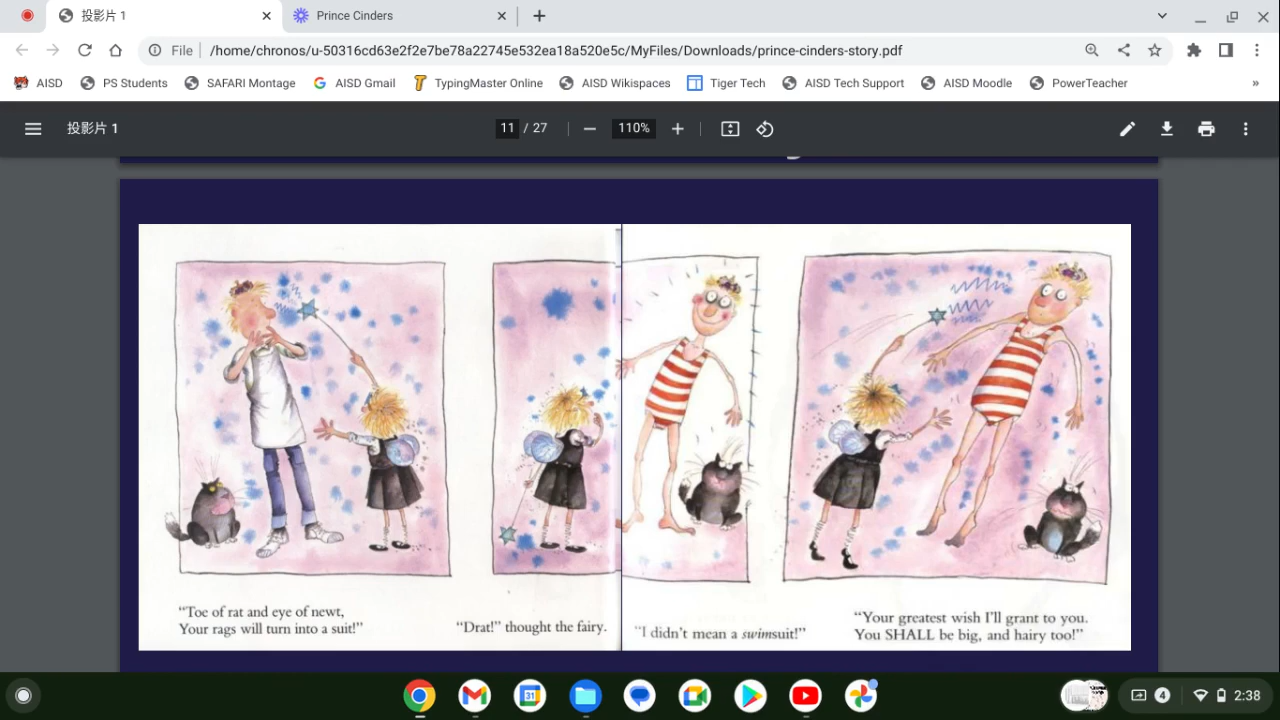 投影片 1
Prince Cinders
File
/home/chronos/u-50316cd63e2f2e7be78a22745e532ea18a520e5c/MyFiles/Downloads/prince-cinders-story.pdf
AISD
PS Students
SAFARI Montage
AISD Gmail
TypingMaster Online
AISD Wikispaces
Tiger Tech
AISD Tech Support
AISD Moodle
PowerTeacher
»
投影片 1
11 / 27
110%
“Toe of rat and eye of newt,
Your rags will turn into a suit!”
“Drat!” thought the fairy.
“I didn’t mean a swimsuit!”
“Your greatest wish I’ll grant to you.
You SHALL be big, and hairy too!”
31
4
2:38